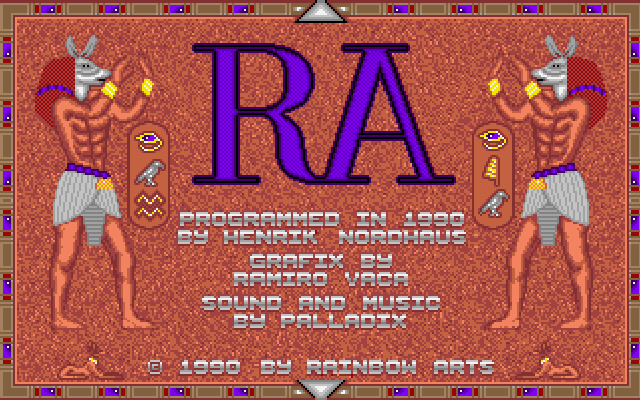 RA
PROGRAMMED IN 1990
BY HENRIK NORDHAUS
GRAFIX BY
RAMIRO VACA
SOUND AND MUSIC
BY PALLADIX
© 1990 BY RAINBOW ARTS